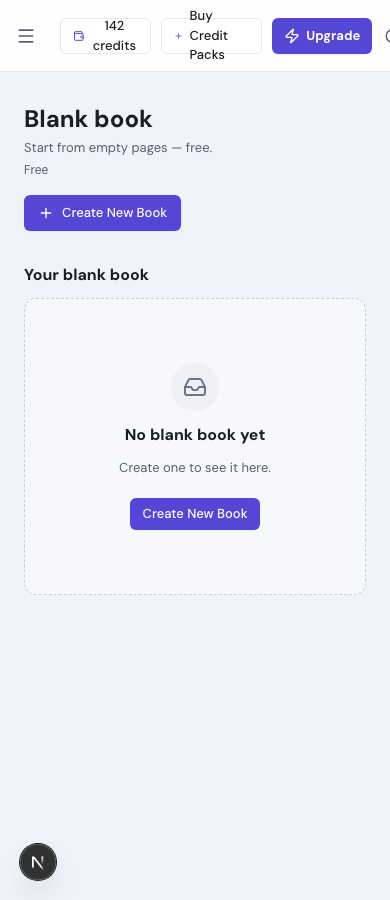 142
credits
Buy
Credit
Packs
Upgrade
Blank book
Start from empty pages — free.
Free
Create New Book
Your blank book
No blank book yet
Create one to see it here.
Create New Book
N